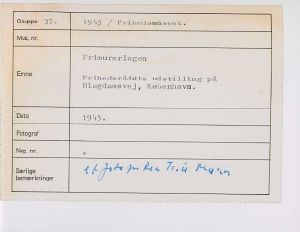 Gruppe 37.
1945 / Frihedsmuseet.
Mus. nr.
Frimurerlogen
Emne
Frihedsrådets udstilling på
Blegdamsvej, København.
Dato
1945.
Fotograf
Neg. nr.
Særlige
bemærkninger